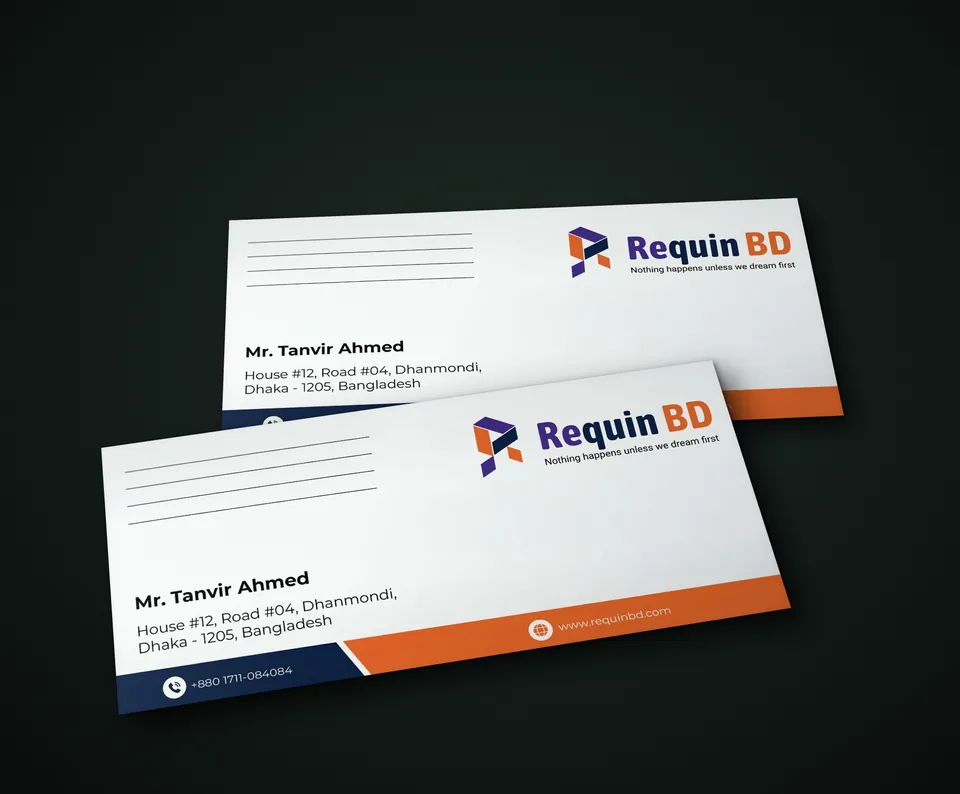 Requin BD
Nothing happens unless we dream first
Mr. Tanvir Ahmed
House #12, Road #04, Dhanmondi,
Dhaka - 1205, Bangladesh
Requin BD
Nothing happens unless we dream first
Mr. Tanvir Ahmed
House #12, Road #04, Dhanmondi,
Dhaka - 1205, Bangladesh
+880 1711-084084
www.requinbd.com